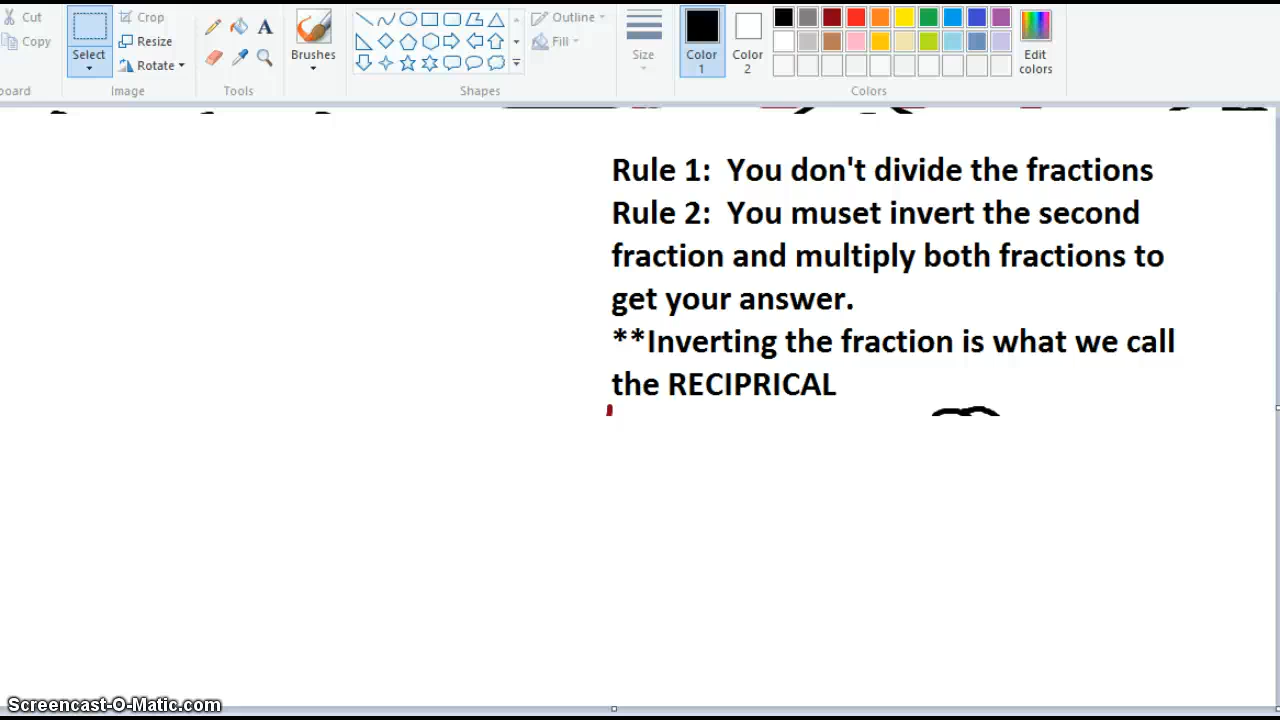 Cut
Copy
oard
Select
Crop
Resize
Rotate
Image
A
Tools
Brushes
Shapes
Outline
Fill
Size
Color 1
Color 2
Edit colors
Colors
Rule 1:  You don't divide the fractions
Rule 2:  You muset invert the second
fraction and multiply both fractions to
get your answer.
**Inverting the fraction is what we call
the RECIPRICAL
Screencast-O-Matic.com